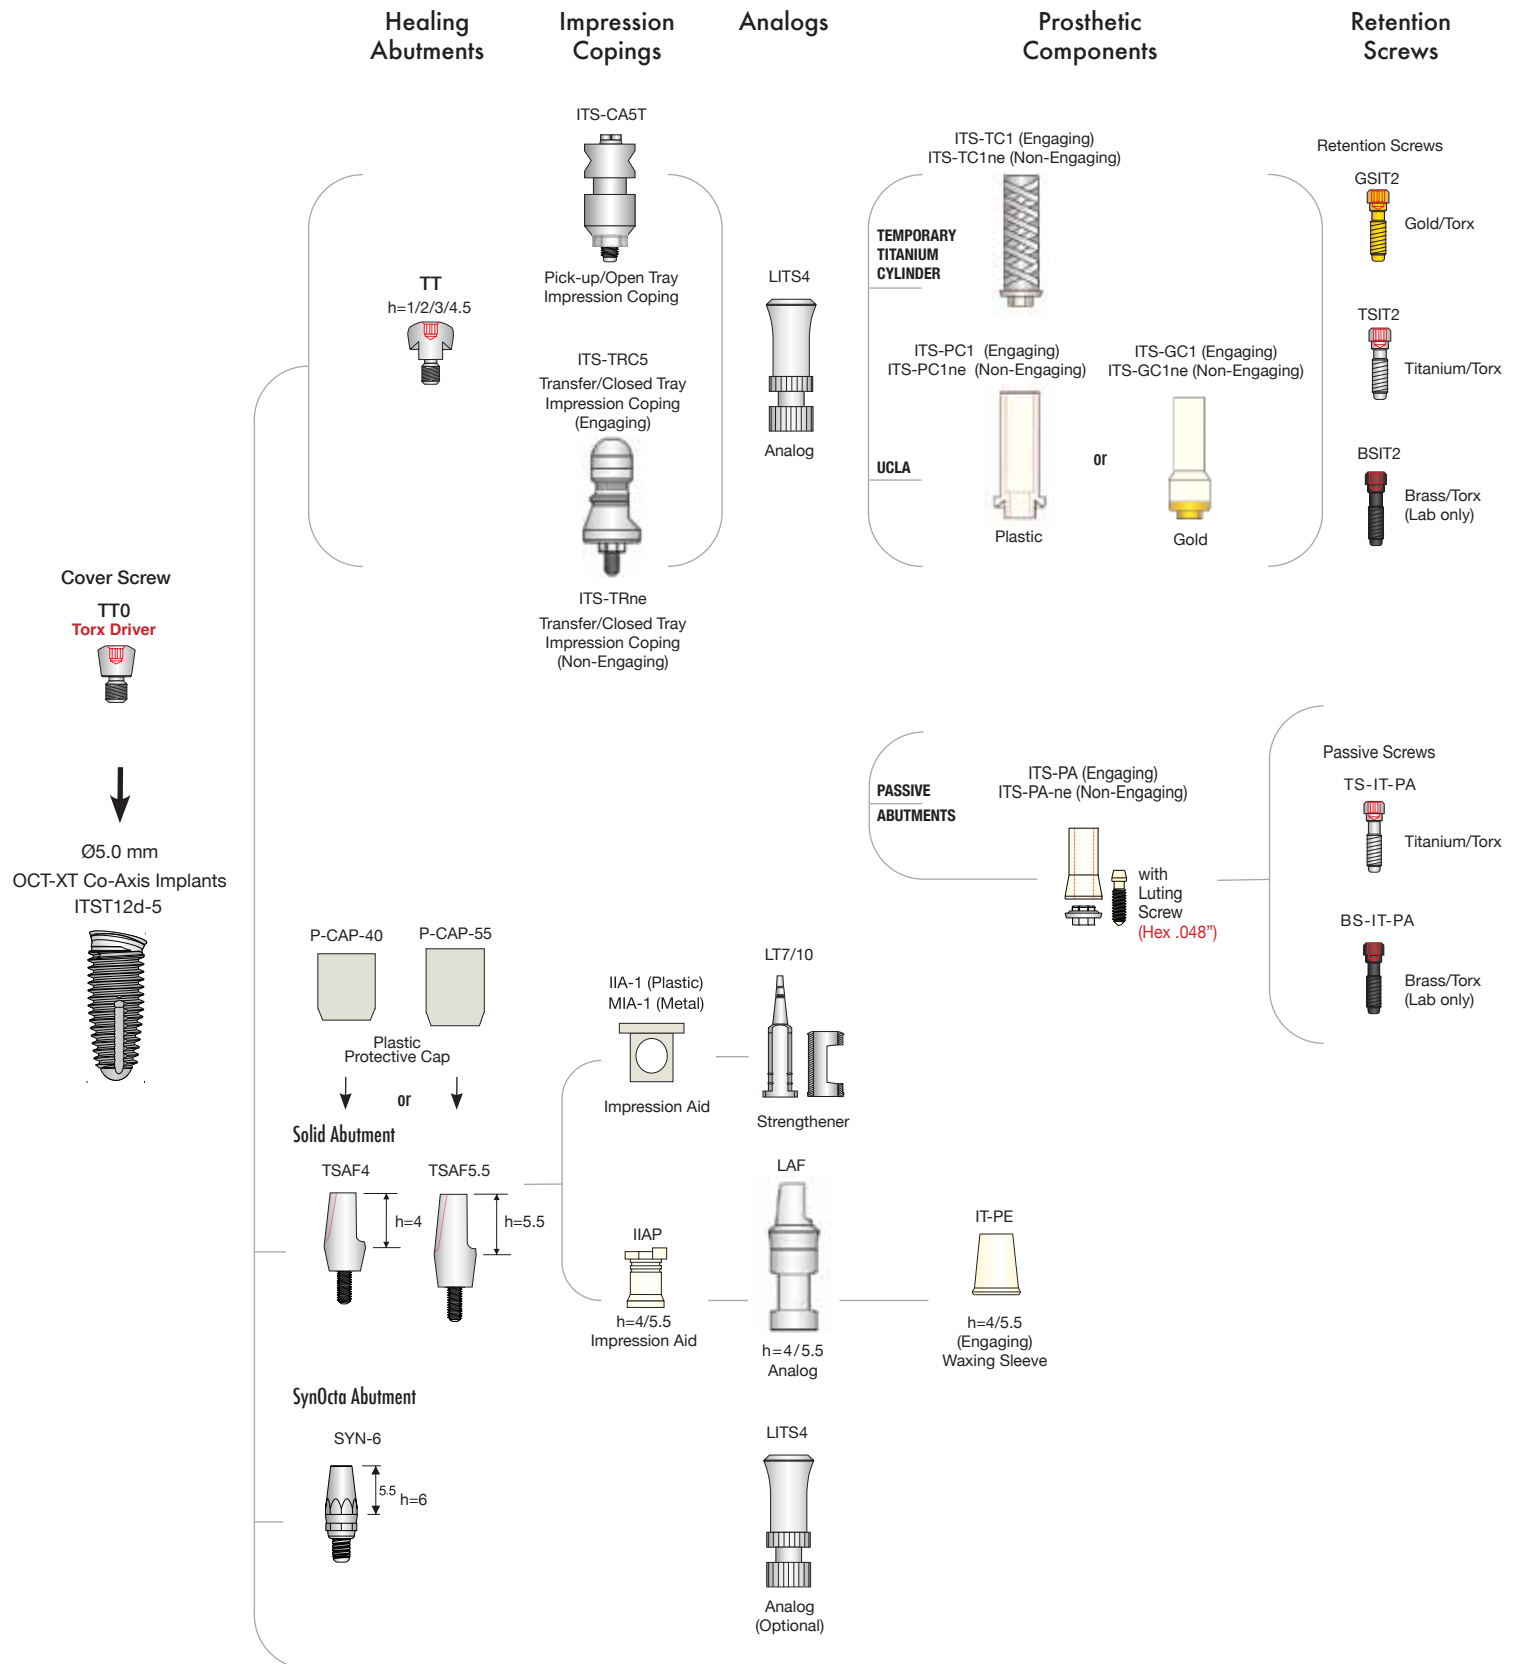 Healing
Abutments
Impression
Copings
Analogs
Prosthetic
Components
Retention
Screws
ITS-CA5T
Pick-up/Open Tray
Impression Coping
TT
h=1/2/3/4.5
ITS-TRC5
Transfer/Closed Tray
Impression Coping
(Engaging)
ITS-TRne
Transfer/Closed Tray
Impression Coping
(Non-Engaging)
LITS4
Analog
ITS-TC1 (Engaging)
ITS-TC1ne (Non-Engaging)
TEMPORARY
TITANIUM
CYLINDER
ITS-PC1 (Engaging)
ITS-PC1ne (Non-Engaging)
ITS-GC1 (Engaging)
ITS-GC1ne (Non-Engaging)
UCLA
or
Plastic
Gold
Retention Screws
GSIT2
Gold/Torx
TSIT2
Titanium/Torx
BSIT2
Brass/Torx
(Lab only)
Cover Screw
TT0
Torx Driver
Ø5.0 mm
OCT-XT Co-Axis Implants
ITST12d-5
PASSIVE
ABUTMENTS
ITS-PA (Engaging)
ITS-PA-ne (Non-Engaging)
with
Luting
Screw
(Hex .048”)
Passive Screws
TS-IT-PA
Titanium/Torx
BS-IT-PA
Brass/Torx
(Lab only)
P-CAP-40
P-CAP-55
Plastic
Protective Cap
or
Solid Abutment
TSAF4
h=4
TSAF5.5
h=5.5
IIA-1 (Plastic)
MIA-1 (Metal)
Impression Aid
LT7/10
Strengthener
IIAP
h=4/5.5
Impression Aid
LAF
h=4/5.5
Analog
IT-PE
h=4/5.5
(Engaging)
Waxing Sleeve
SynOcta Abutment
SYN-6
5.5
h=6
LITS4
Analog
(Optional)